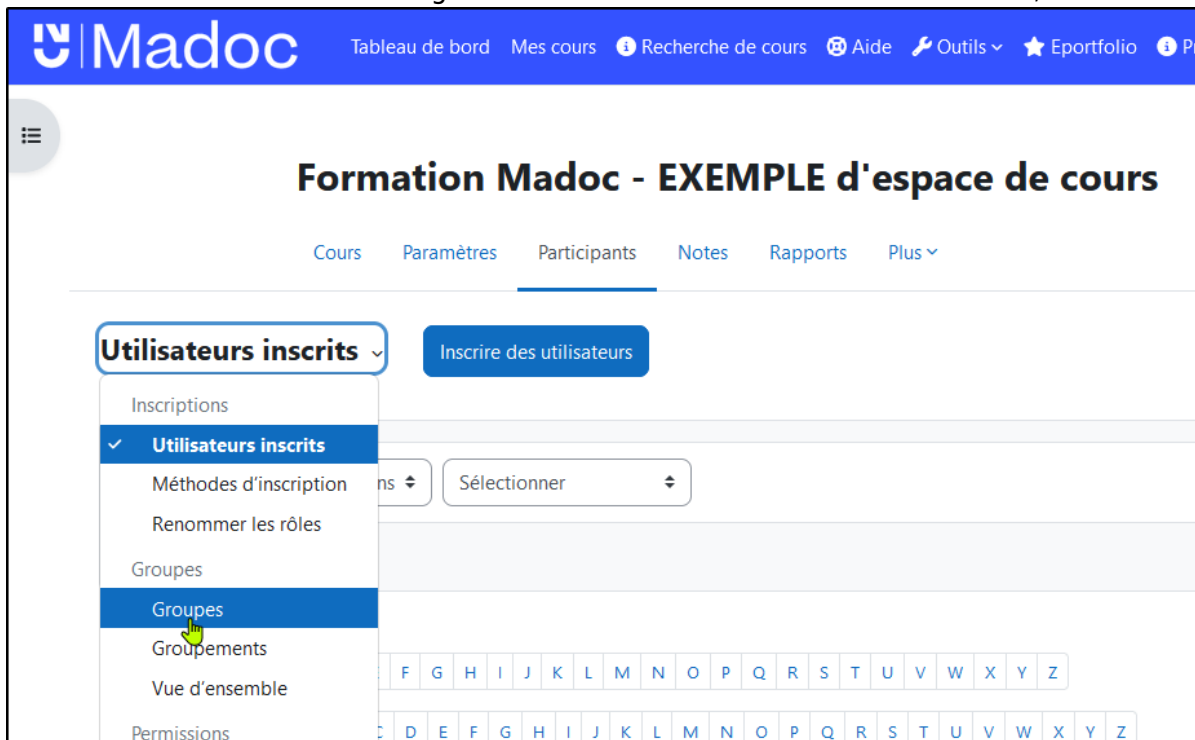 Madoc Tableau de bord Mes cours Recherche de cours Aide Outils Eportfolio
Formation Madoc - EXEMPLE d'espace de cours
Cours Paramètres Participants Notes Rapports Plus
Utilisateurs inscrits Inscrire des utilisateurs
Inscriptions
Utilisateurs inscrits
Méthodes d'inscription ns Sélectionner
Renommer les rôles
Groupes
Groupes
Groupements
F G H I J K L M N O P Q R S T U V W X Y Z
Vue d'ensemble
Permissions D E F G H I J K L M N O P Q R S T U V W X Y Z